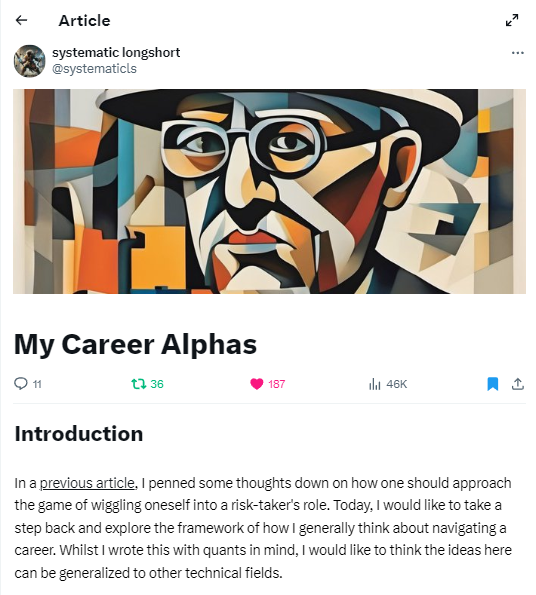 Article
systematic longshort
@systematicls
My Career Alphas
11
36
187
46K
Introduction
In a previous article, I penned some thoughts down on how one should approach
the game of wiggling oneself into a risk-taker's role. Today, I would like to take a
step back and explore the framework of how I generally think about navigating a
career. Whilst I wrote this with quants in mind, I would like to think the ideas here
can be generalized to other technical fields.